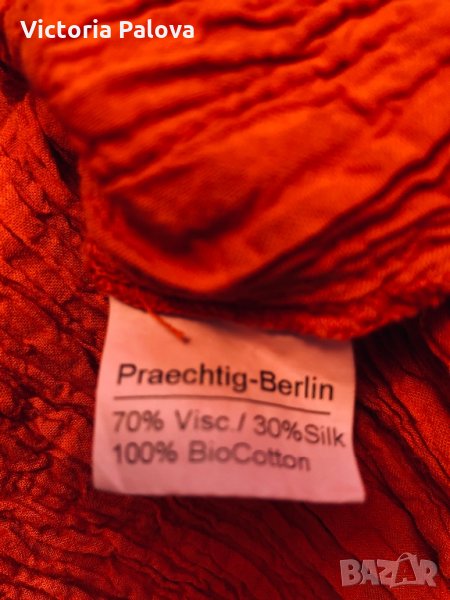 Victoria Palova
Praechtig-Berlin
70% Visc./ 30%Silk
100% BioCotton
BAZAR